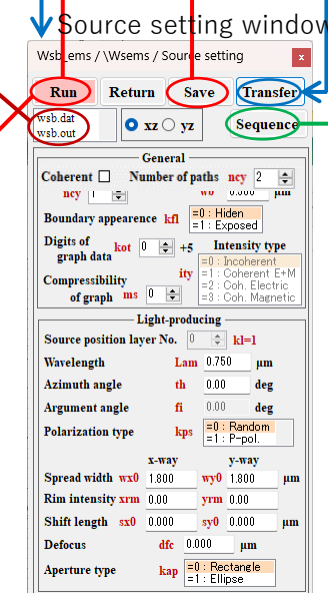 Source setting window
Wsb_ems / \Wsems / Source setting x
Run Return Save Transfer
wsb.dat
wsb.out
xz yz Sequence
General
Coherent Number of paths ncy 2
ncy 1 w0 0.000 μm
Boundary appearence kfl =0 : Hiden
=1 : Exposed
Digits of
graph data kot 0 +5 Intensity type
Compressibility
of graph ms 0
ity =0 : Incoherent
=1 : Coherent E+M
=2 : Coh. Electric
=3 : Coh. Magnetic
Light-producing
Source position layer No. 0 kl=1
Wavelength Lam 0.750 μm
Azimuth angle th 0.00 deg
Argument angle fi 0.00 deg
Polarization type kps =0 : Random
=1 : P-pol.
x-way y-way
Spread width wx0 1.800 wy0 1.800 μm
Rim intensity xrm 0.00 yrm 0.00
Shift length sx0 0.000 sy0 0.000 μm
Defocus dfc 0.000 μm
Aperture type kap =0 : Rectangle
=1 : Ellipse